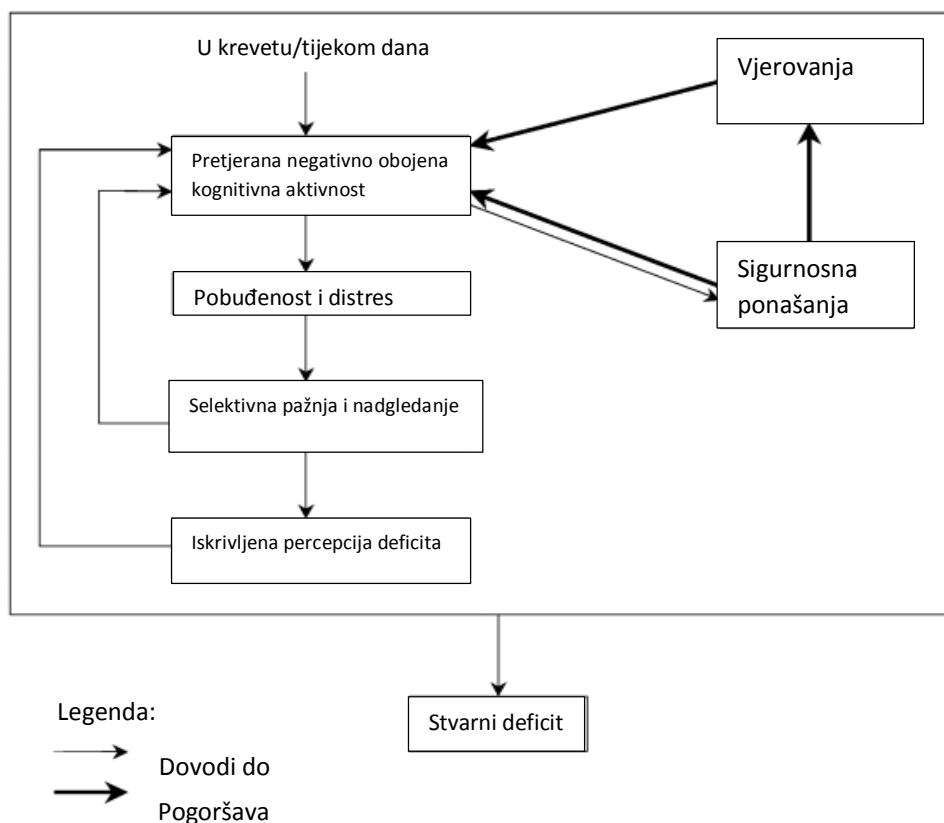 U krevetu/tijekom dana
Vjerovanja
Pretjerana negativno obojena
kognitivna aktivnost
Sigurnosna
ponašanja
Pobuđenost i distres
Selektivna pažnja i nadgledanje
Iskrivljena percepcija deficita
Stvarni deficit
Legenda:
Dovodi do
Pogoršava